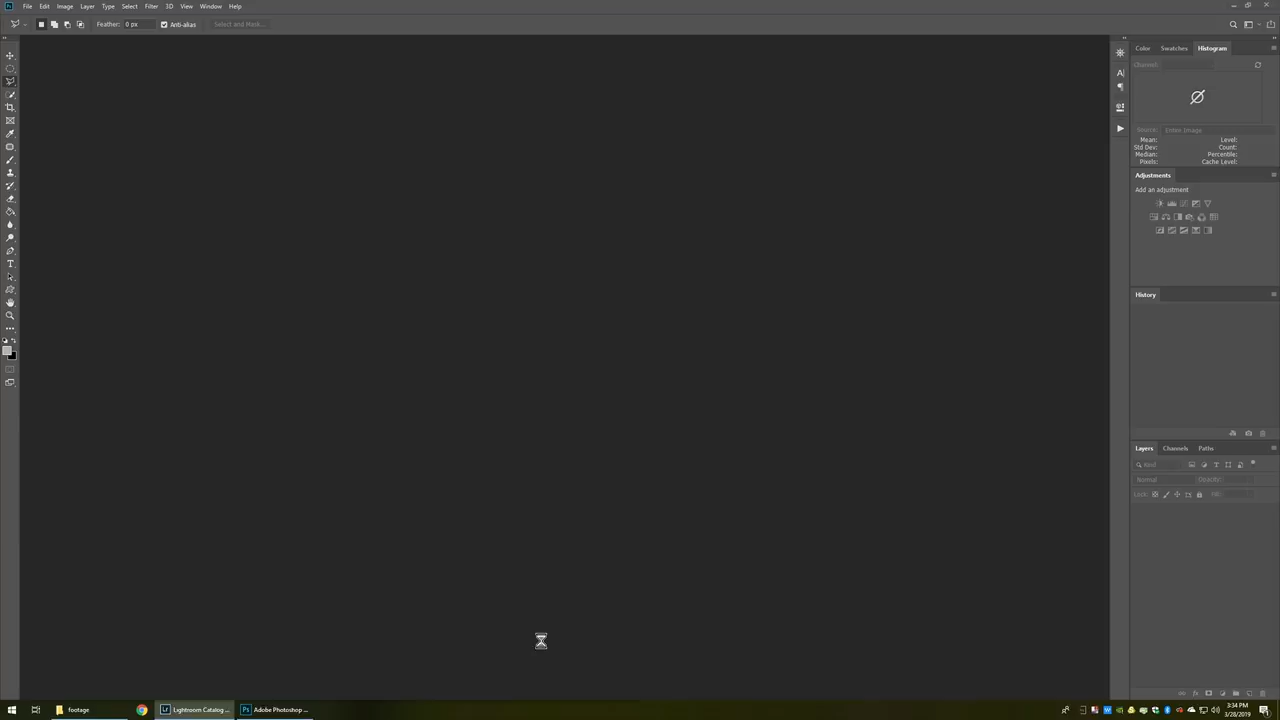 Ps File Edit Image Layer Type Select Filter 3D View Window Help
Feather: 0 px Anti-alias Select and Mask...
Color Swatches Histogram
Channel:
Source: Entire Image
Mean: Level:
Std Dev: Count:
Median: Percentile:
Pixels: Cache Level:
Adjustments
Add an adjustment
History
Layers Channels Paths
Kind
Normal Opacity:
Lock: Fill:
footage Lr Lightroom Catalog ... Ps Adobe Photoshop ...
3:34 PM
3/28/2019